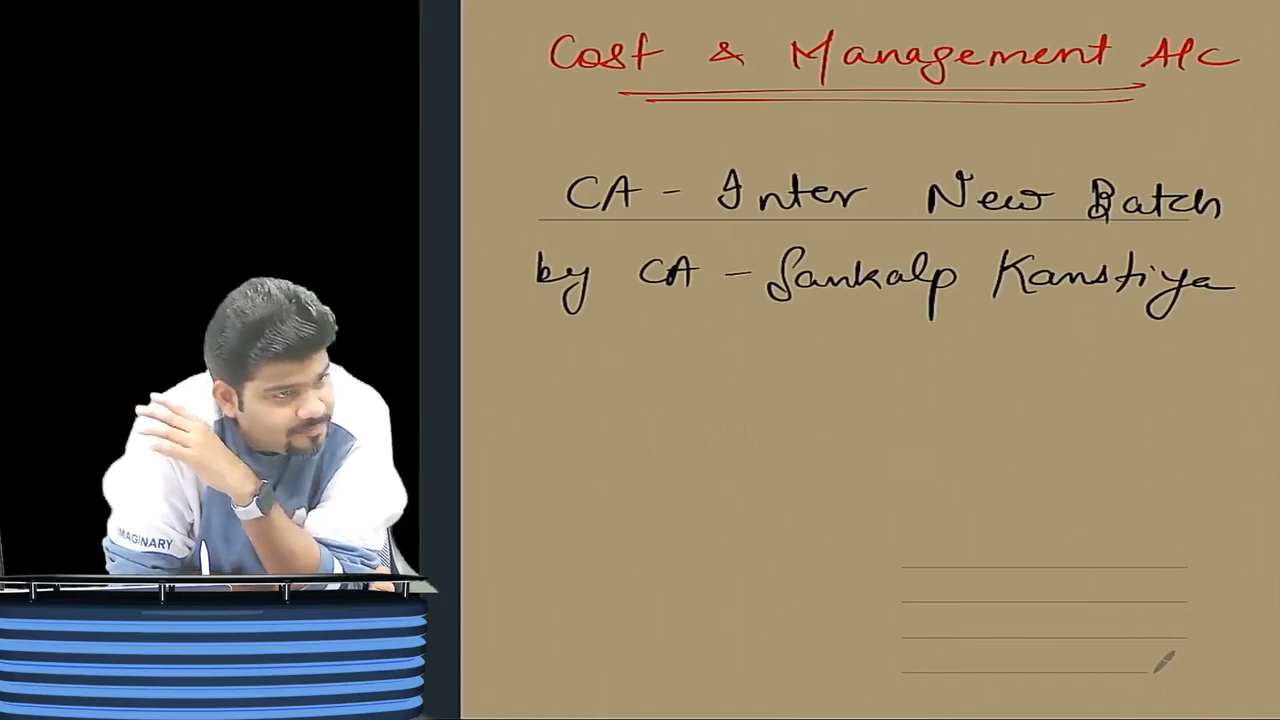 Cost & Management A/c
CA - Inter New Batch
by CA - Sankalp Kanstiya
IMAGINARY